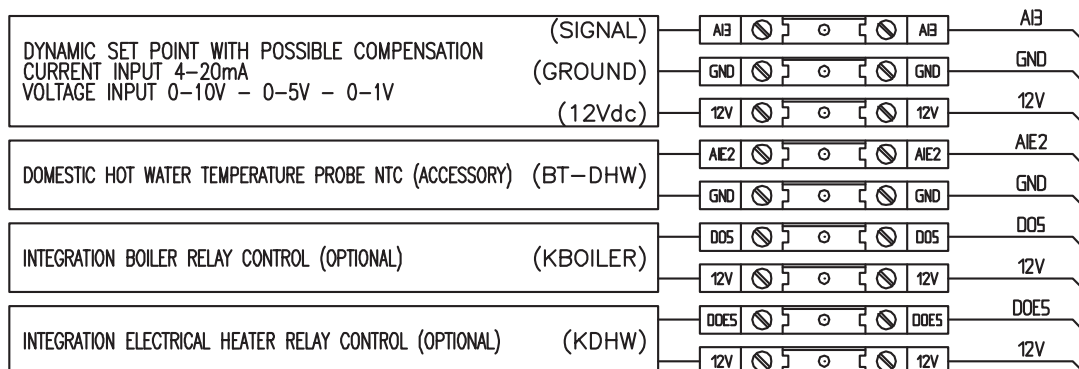 (SIGNAL) AI3 AI3 AI3
DYNAMIC SET POINT WITH POSSIBLE COMPENSATION
CURRENT INPUT 4-20mA (GROUND) GND GND GND
VOLTAGE INPUT 0-10V - 0-5V - 0-1V
(12Vdc) 12V 12V 12V
AIE2 AIE2 AIE2
DOMESTIC HOT WATER TEMPERATURE PROBE NTC (ACCESSORY) (BT-DHW)
GND GND GND
DO5 DO5 DO5
INTEGRATION BOILER RELAY CONTROL (OPTIONAL) (KBOILER)
12V 12V 12V
DOE5 DOE5 DOE5
INTEGRATION ELECTRICAL HEATER RELAY CONTROL (OPTIONAL) (KDHW)
12V 12V 12V